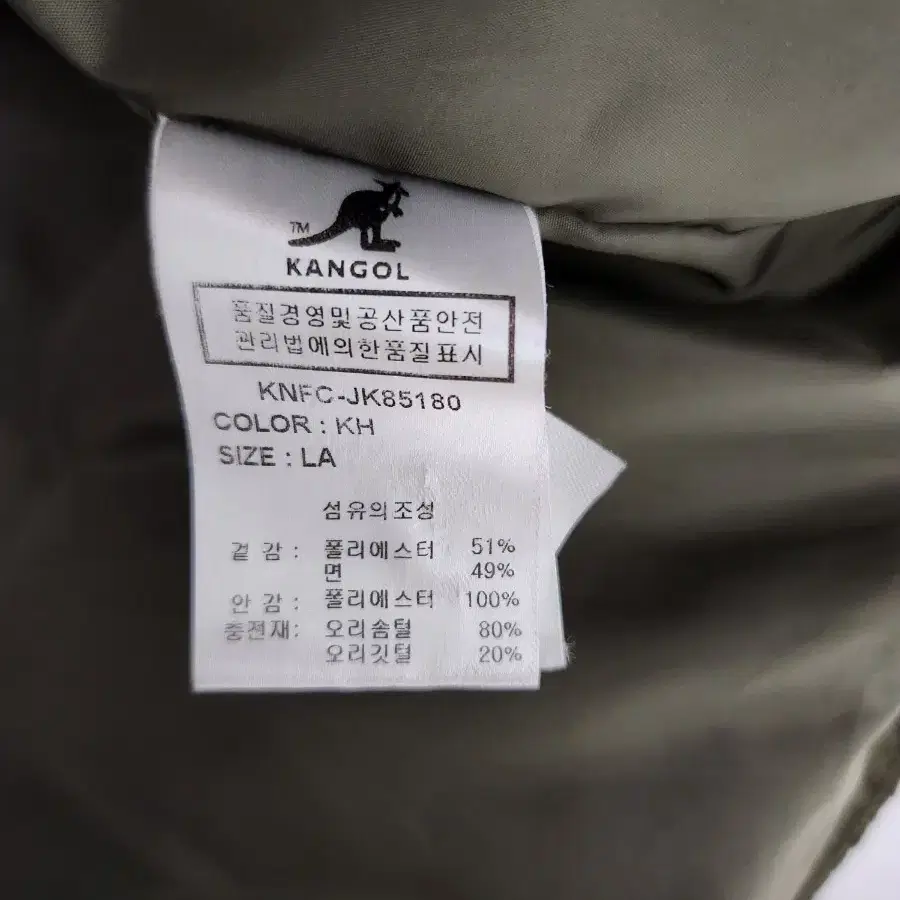 TM
KANGOL
품질경영및공산품안전
관리법에의한품질표시
KNFC-JK85180
COLOR : KH
SIZE : LA
섬유의조성
겉 감 : 폴리에스터 51%
면 49%
안 감 : 폴리에스터 100%
충전재: 오리솜털 80%
오리깃털 20%